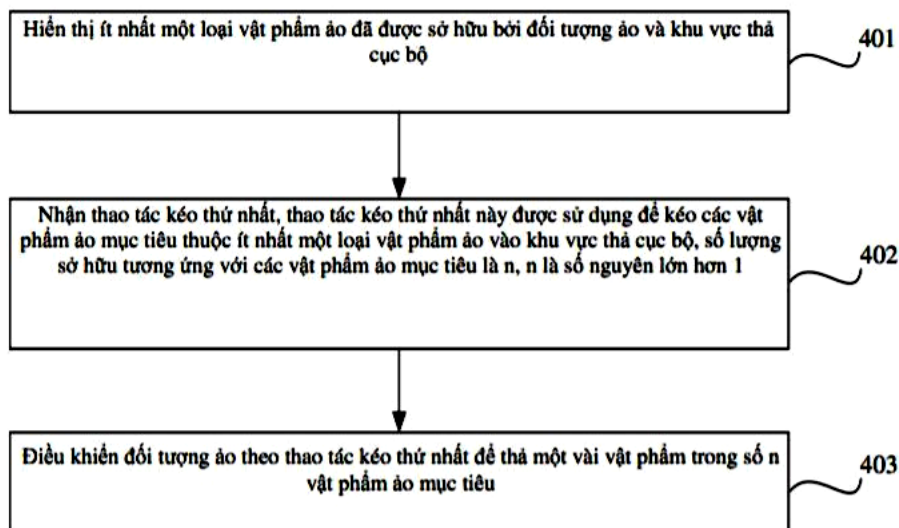 Hiển thị ít nhất một loại vật phẩm ảo đã được sở hữu bởi đối tượng ảo và khu vực thả
cục bộ
401
Nhận thao tác kéo thứ nhất, thao tác kéo thứ nhất này được sử dụng để kéo các vật
phẩm ảo mục tiêu thuộc ít nhất một loại vật phẩm ảo vào khu vực thả cục bộ, số lượng
sở hữu tương ứng với các vật phẩm ảo mục tiêu là n, n là số nguyên lớn hơn 1
402
Điều khiển đối tượng ảo theo thao tác kéo thứ nhất để thả một vài vật phẩm trong số n
vật phẩm ảo mục tiêu
403